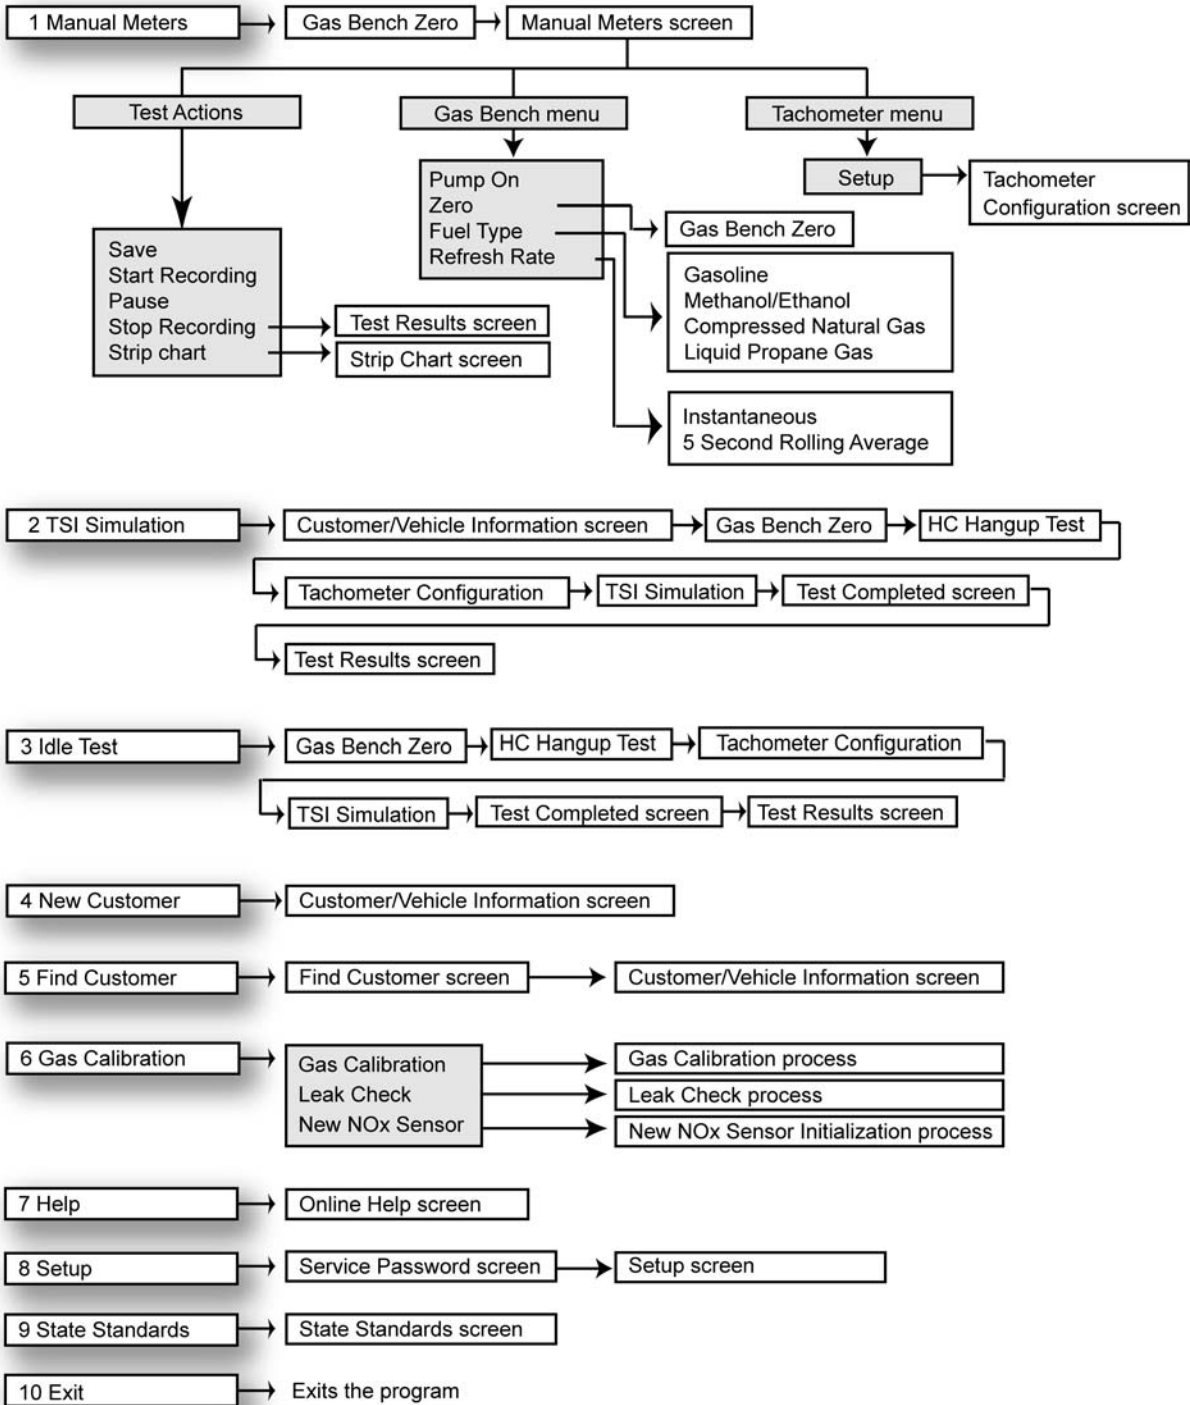 1 Manual Meters
Gas Bench Zero
Manual Meters screen
Test Actions
Gas Bench menu
Tachometer menu
Save
Start Recording
Pause
Stop Recording
Strip chart
Test Results screen
Strip Chart screen
Pump On
Zero
Fuel Type
Refresh Rate
Gas Bench Zero
Gasoline
Methanol/Ethanol
Compressed Natural Gas
Liquid Propane Gas
Instantaneous
5 Second Rolling Average
Setup
Tachometer
Configuration screen
2 TSI Simulation
Customer/Vehicle Information screen
Gas Bench Zero
HC Hangup Test
Tachometer Configuration
TSI Simulation
Test Completed screen
Test Results screen
3 Idle Test
Gas Bench Zero
HC Hangup Test
Tachometer Configuration
TSI Simulation
Test Completed screen
Test Results screen
4 New Customer
Customer/Vehicle Information screen
5 Find Customer
Find Customer screen
Customer/Vehicle Information screen
6 Gas Calibration
Gas Calibration
Leak Check
New NOx Sensor
Gas Calibration process
Leak Check process
New NOx Sensor Initialization process
7 Help
Online Help screen
8 Setup
Service Password screen
Setup screen
9 State Standards
State Standards screen
10 Exit
Exits the program